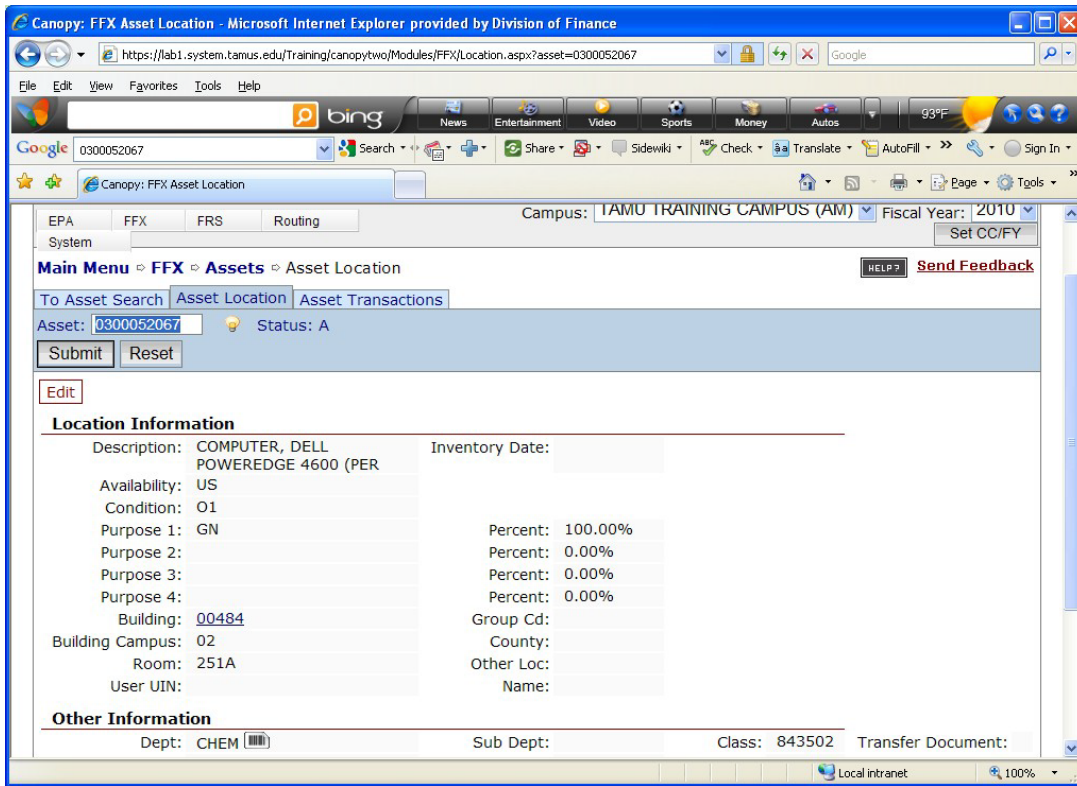 Canopy: FFX Asset Location - Microsoft Internet Explorer provided by Division of Finance
https://lab1.system.tamus.edu/Training/canopytwo/Modules/FFX/Location.aspx?asset=0300052067 Google
File Edit View Favorites Tools Help
bing News Entertainment Video Sports Money Autos 93°F
Google 0300052067 Search Share Sidewiki ABC Check Translate AutoFill >> Sign In
Canopy: FFX Asset Location Page Tools >>
EPA FFX FRS Routing Campus: TAMU TRAINING CAMPUS (AM) Fiscal Year: 2010
System Set CC/FY
Main Menu FFX Assets Asset Location HELP? Send Feedback
To Asset Search Asset Location Asset Transactions
Asset: 0300052067 Status: A
Submit Reset
Edit
Location Information
Description: COMPUTER, DELL Inventory Date:
POWEREDGE 4600 (PER
Availability: US
Condition: O1
Purpose 1: GN Percent: 100.00%
Purpose 2: Percent: 0.00%
Purpose 3: Percent: 0.00%
Purpose 4: Percent: 0.00%
Building: 00484 Group Cd:
Building Campus: 02 County:
Room: 251A Other Loc:
User UIN: Name:
Other Information
Dept: CHEM Sub Dept: Class: 843502 Transfer Document:
Local intranet 100%